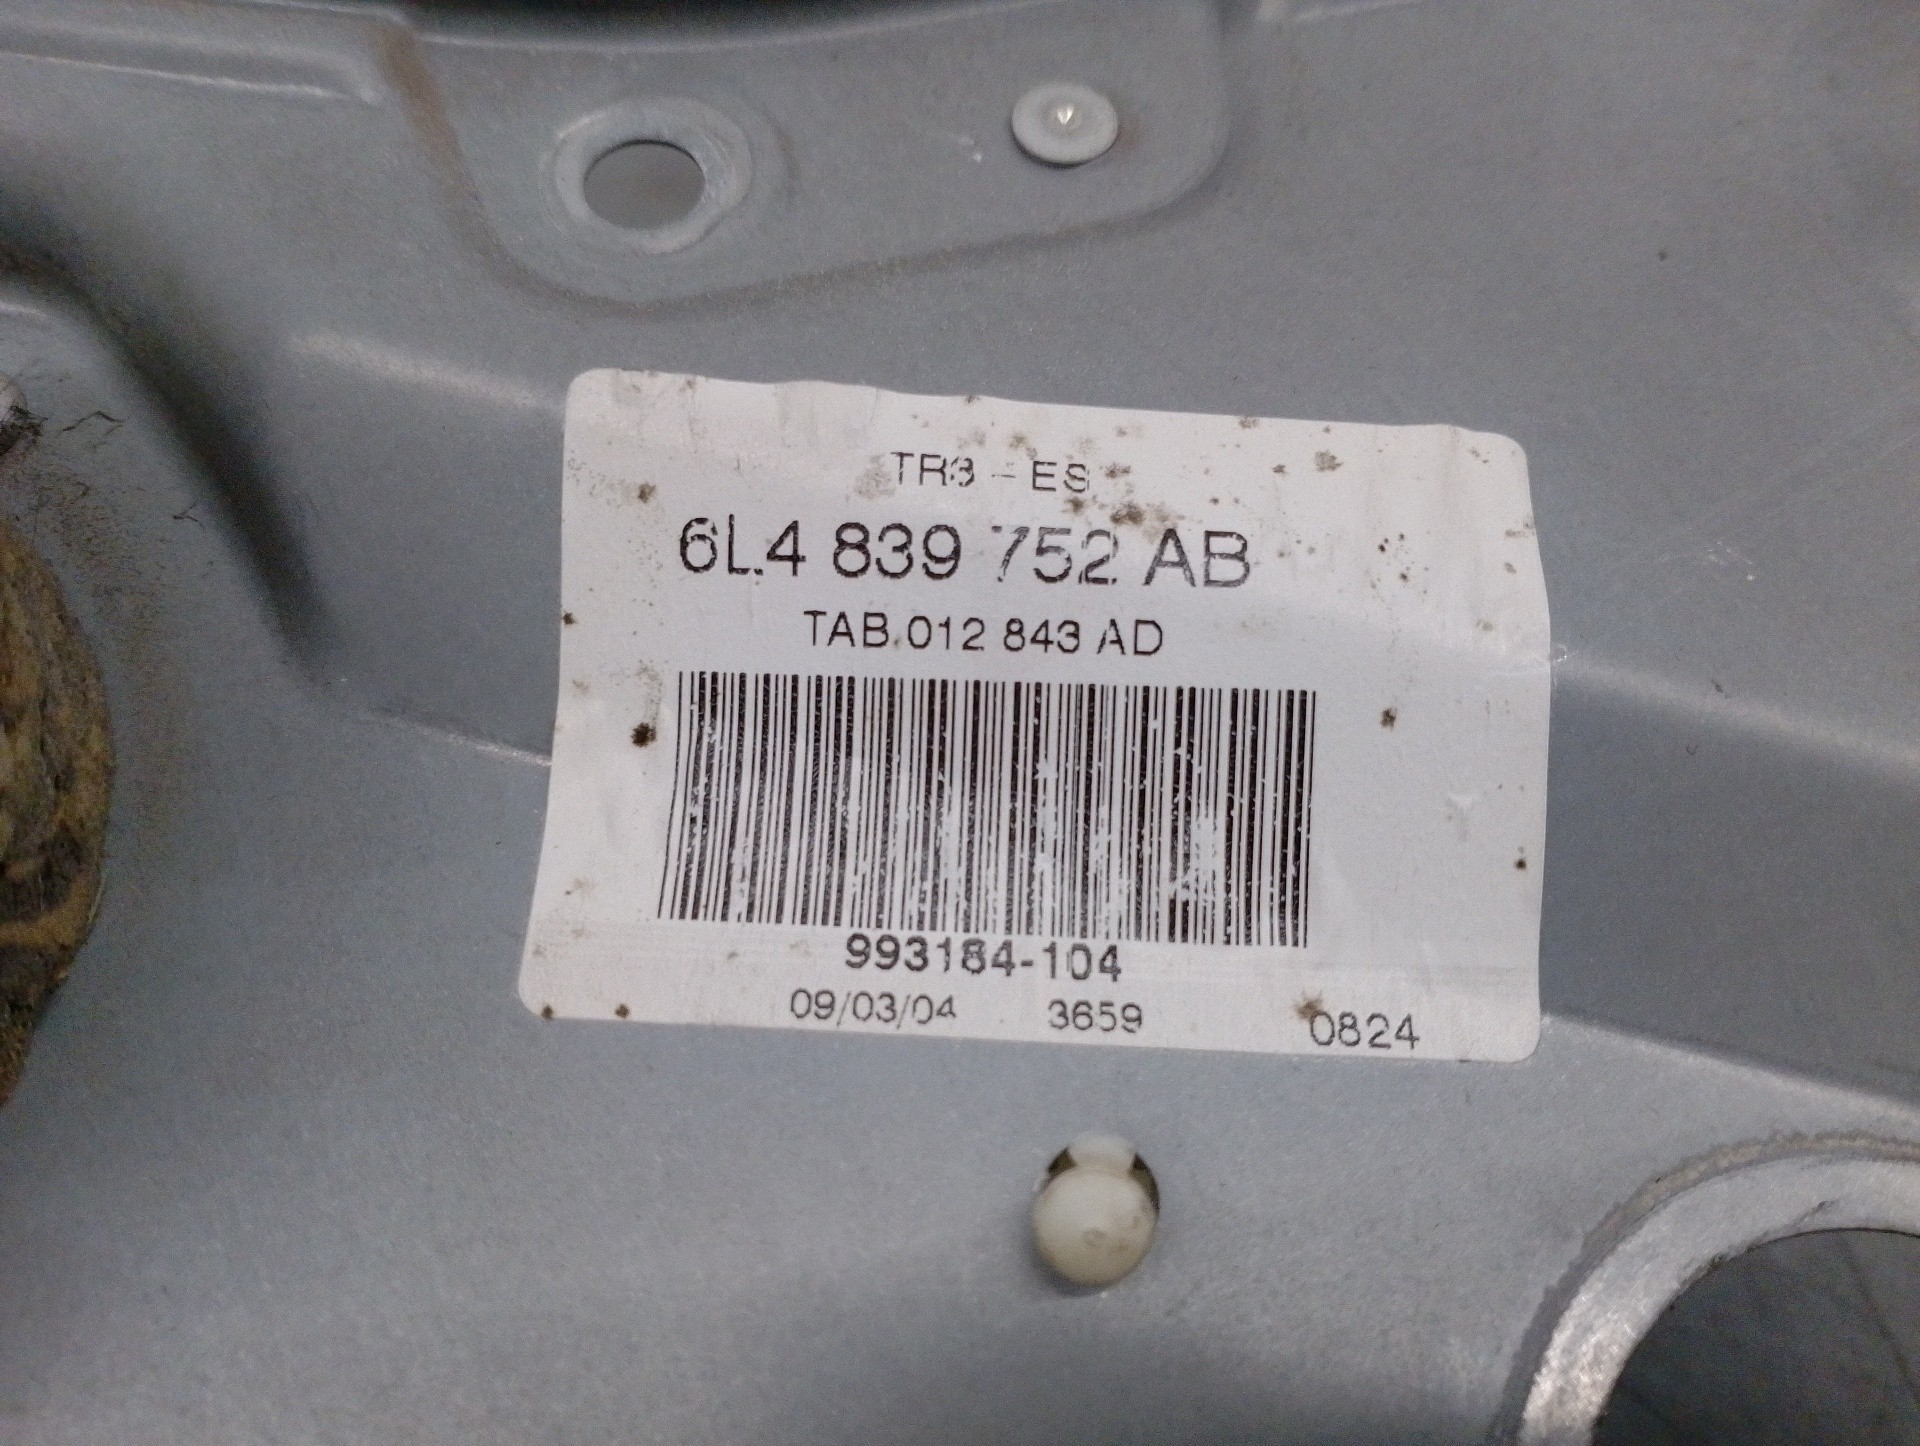 TR3 - ES
6L4 839 752 AB
TAB.012 843 AD
993184-104
09/03/04 3659 0824